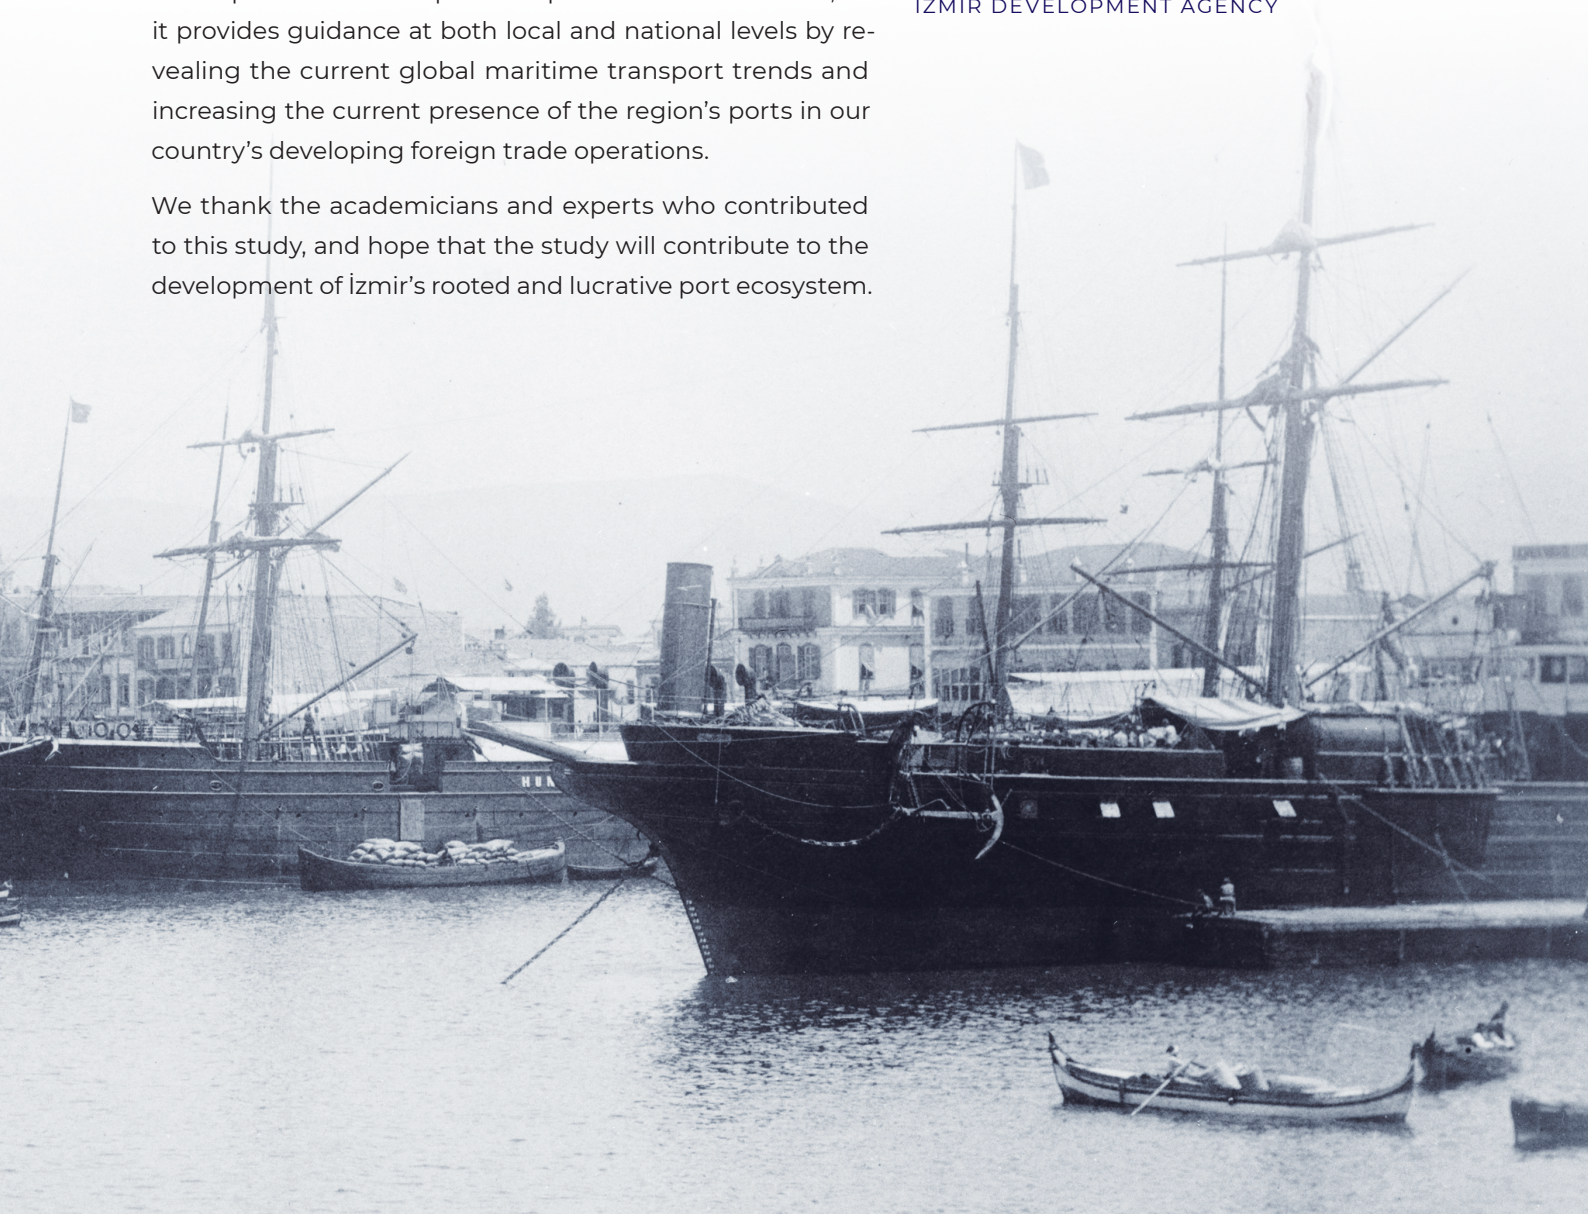 it provides guidance at both local and national levels by re-
vealing the current global maritime transport trends and
increasing the current presence of the region’s ports in our
country’s developing foreign trade operations.
We thank the academicians and experts who contributed
to this study, and hope that the study will contribute to the
development of İzmir’s rooted and lucrative port ecosystem.
İZMİR DEVELOPMENT AGENCY